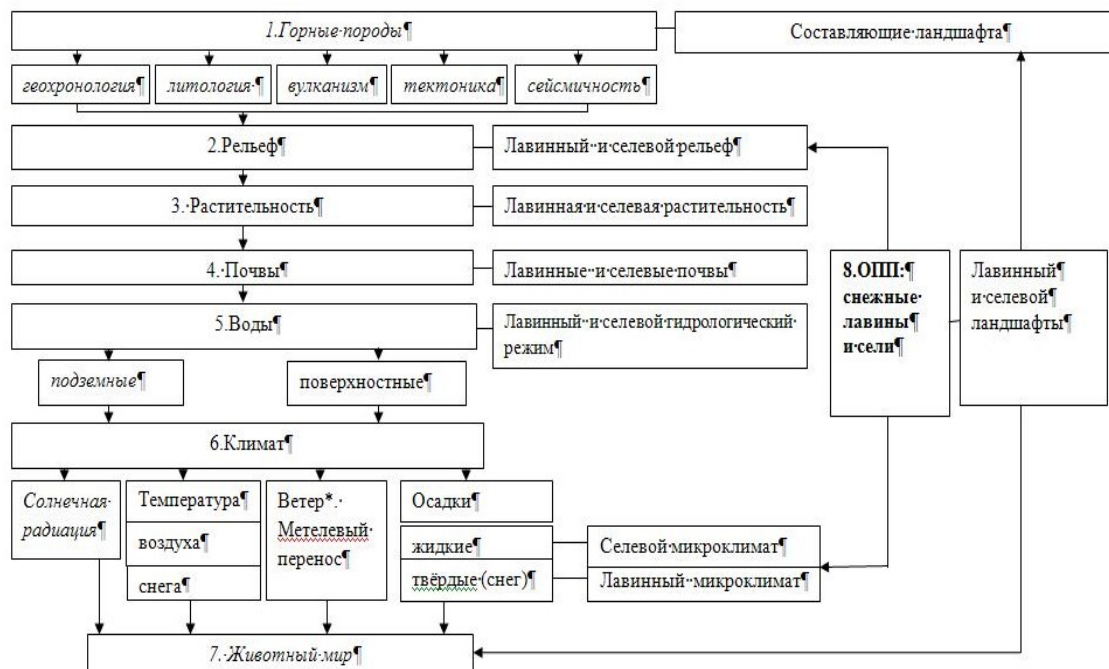 1.Горные·породы¶
Составляющие·ландшафта¶
геохронология¶
литология·¶
вулканизм¶
тектоника¶
сейсмичность¶
2.Рельеф¶
Лавинный··и·селевой·рельеф¶
3.·Растительность¶
Лавинная·и·селевая·растительность¶
4.·Почвы¶
Лавинные··и·селевые·почвы¶
8.ОПП:¶
снежные·
лавины¶
и·сели¶
Лавинный¶
и·селевой¶
ландшафты¶
5.Воды¶
Лавинный··и·селевой·гидрологический·
режим¶
подземные¶
поверхностные¶
6.Климат¶
Солнечная·
радиация¶
Температура¶
воздуха¶
снега¶
Ветер*.·
Метелевый·
перенос¶
Осадки¶
жидкие¶
твёрдые·(снег)¶
Селевой·микроклимат¶
Лавинный··микроклимат¶
7.·Животный·мир¶